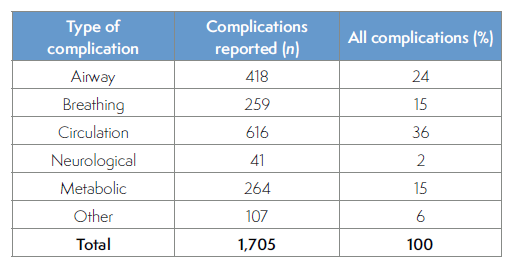 Type of complication Complications reported (n) All complications (%)
Airway 418 24
Breathing 259 15
Circulation 616 36
Neurological 41 2
Metabolic 264 15
Other 107 6
Total 1,705 100